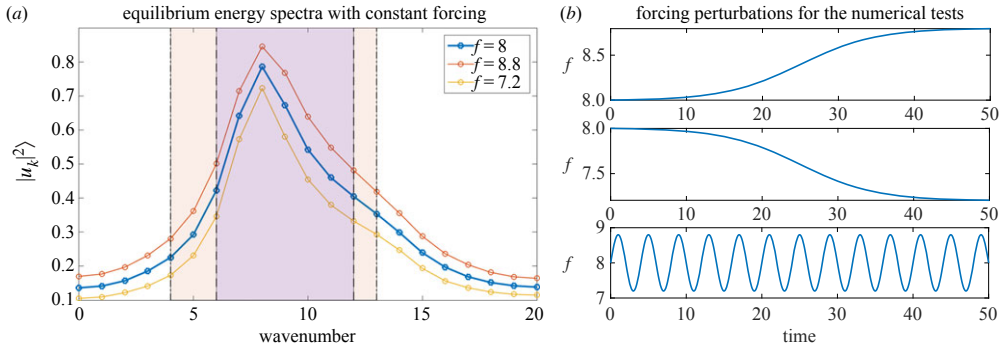 (a) equilibrium energy spectra with constant forcing
f = 8
f = 8.8
f = 7.2
0.8
0.7
0.6
0.5
0.4
0.3
0.2
0.1
⟨|u_k|^2⟩
0 5 10 15 20
wavenumber
(b) forcing perturbations for the numerical tests
f
8.5
8.0
0 10 20 30 40 50
f
8.0
7.5
0 10 20 30 40 50
f
9
8
7
0 10 20 30 40 50
time